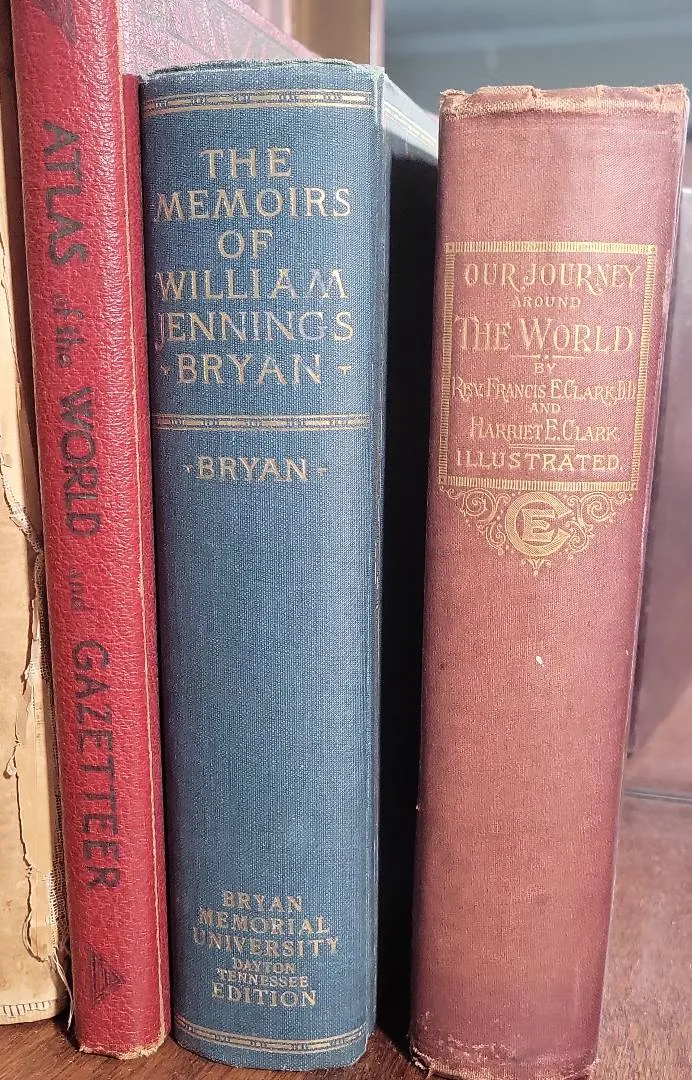 ATLAS of the WORLD and GAZETTEER
THE
MEMOIRS
OF
WILLIAM
JENNINGS
BRYAN
BRYAN
BRYAN
MEMORIAL
UNIVERSITY
DAYTON
TENNESSEE
EDITION
OUR JOURNEY
AROUND
THE WORLD
BY
REV. FRANCIS E. CLARK, D.D.
AND
HARRIET E. CLARK
ILLUSTRATED.
CE